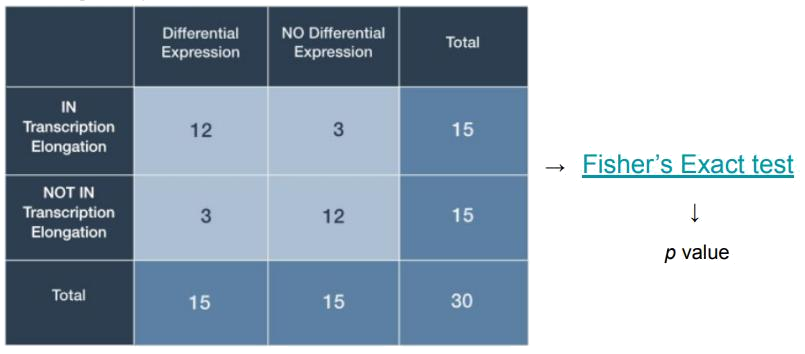 Differential
Expression
NO Differential
Expression
Total
IN
Transcription
Elongation
12
3
15
NOT IN
Transcription
Elongation
3
12
15
Total
15
15
30
→ Fisher's Exact test
↓
p value